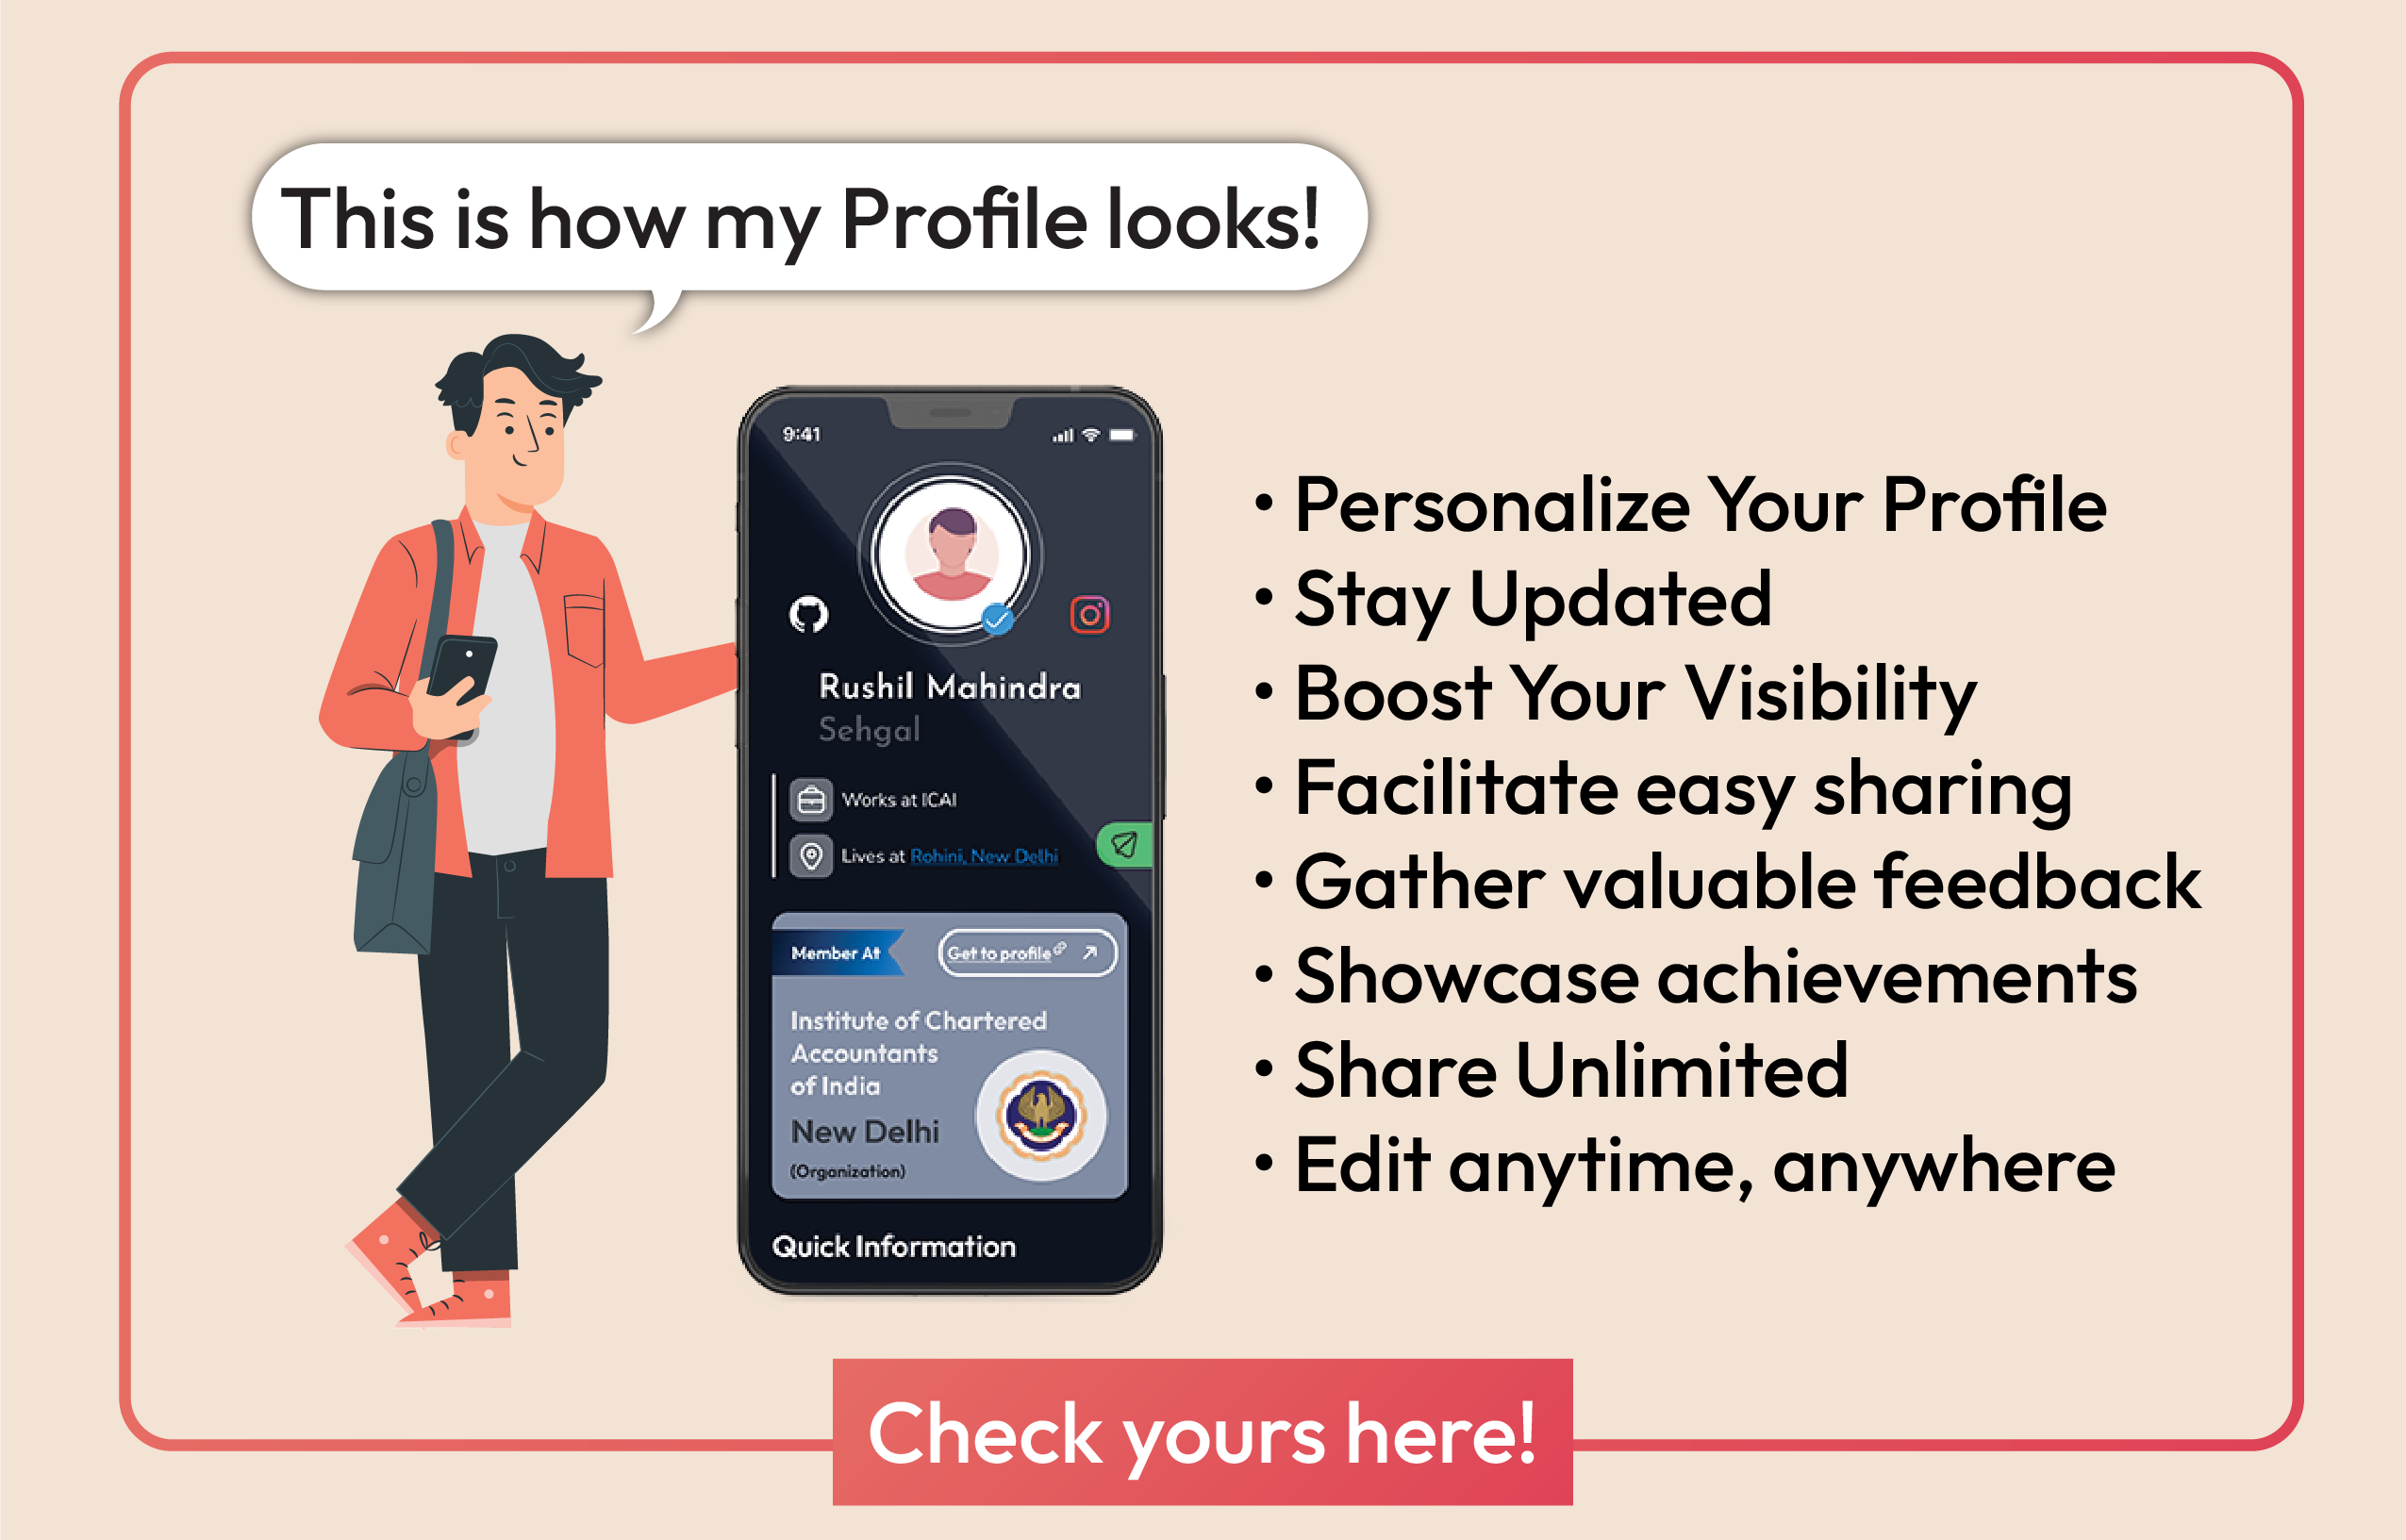 This is how my Profile looks!
9:41
Rushil Mahindra
Sehgal
Works at ICAI
Lives at Rohini, New Delhi
Member At
Get to profile
Institute of Chartered
Accountants
of India
New Delhi
(Organization)
Quick Information
• Personalize Your Profile
• Stay Updated
• Boost Your Visibility
• Facilitate easy sharing
• Gather valuable feedback
• Showcase achievements
• Share Unlimited
• Edit anytime, anywhere
Check yours here!